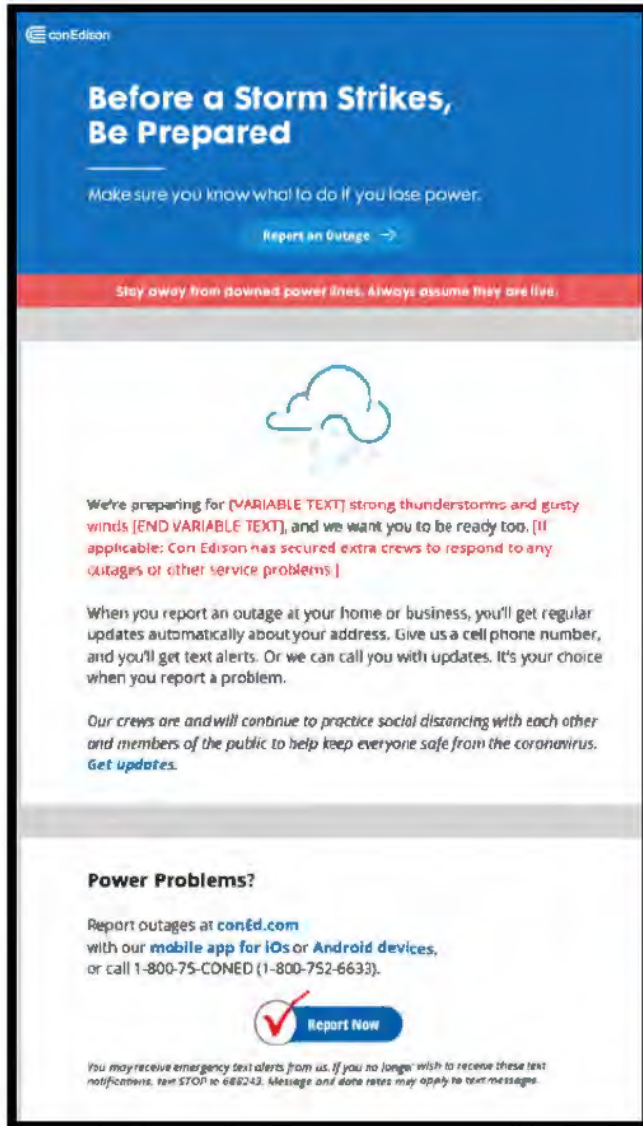 conEdison
Before a Storm Strikes,
Be Prepared
Make sure you know what to do if you lose power.
Report an Outage →
Stay away from downed power lines. Always assume they are live.
We're preparing for [VARIABLE TEXT] strong thunderstorms and gusty
winds [END VARIABLE TEXT], and we want you to be ready too. [If
applicable: Con Edison has secured extra crews to respond to any
outages or other service problems.]
When you report an outage at your home or business, you'll get regular
updates automatically about your address. Give us a cell phone number,
and you'll get text alerts. Or we can call you with updates. It's your choice
when you report a problem.
Our crews are and will continue to practice social distancing with each other
and members of the public to help keep everyone safe from the coronavirus.
Get updates.
Power Problems?
Report outages at conEd.com
with our mobile app for iOs or Android devices,
or call 1-800-75-CONED (1-800-752-6633).
Report Now
You may receive emergency text alerts from us. If you no longer wish to receive these text
notifications, text STOP to 688243. Message and data rates may apply to text messages.